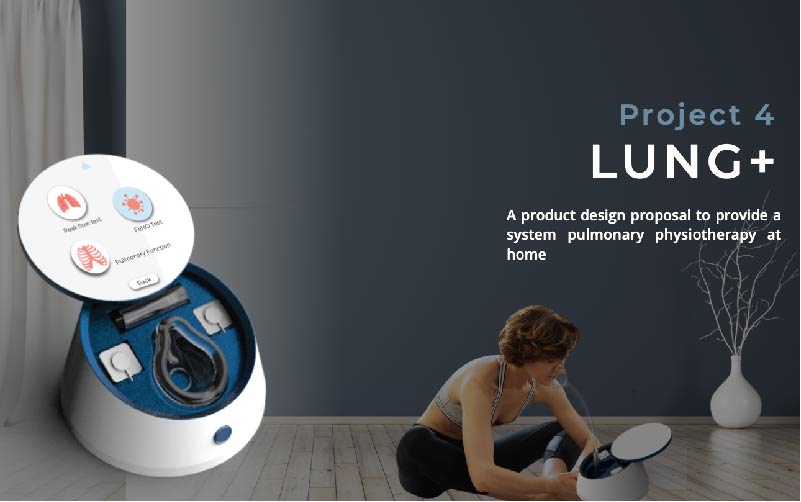 Project 4
LUNG+
A product design proposal to provide a
system pulmonary physiotherapy at
home
Peak flow test
FeNO Test
Pulmonary Function
Back